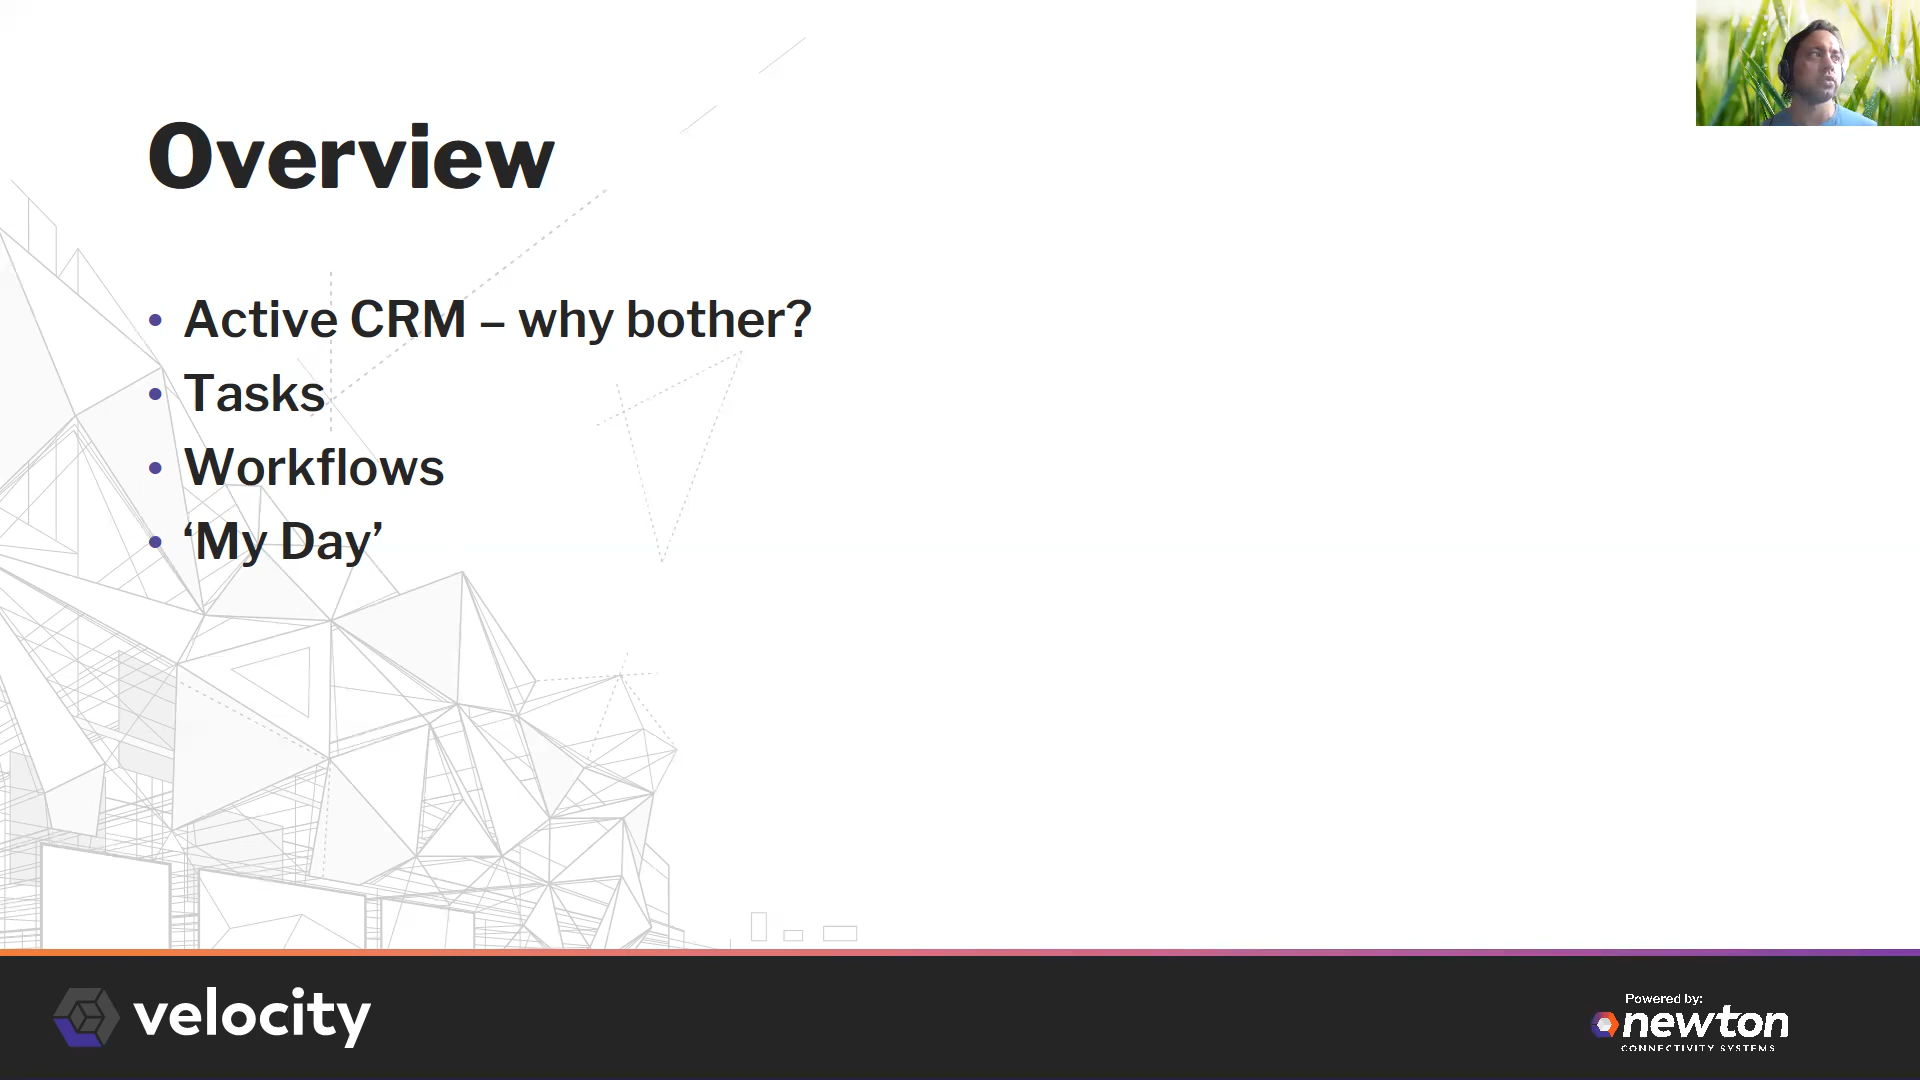 Overview
• Active CRM – why bother?
• Tasks
• Workflows
• ‘My Day’
velocity
Powered by:
newton
CONNECTIVITY SYSTEMS